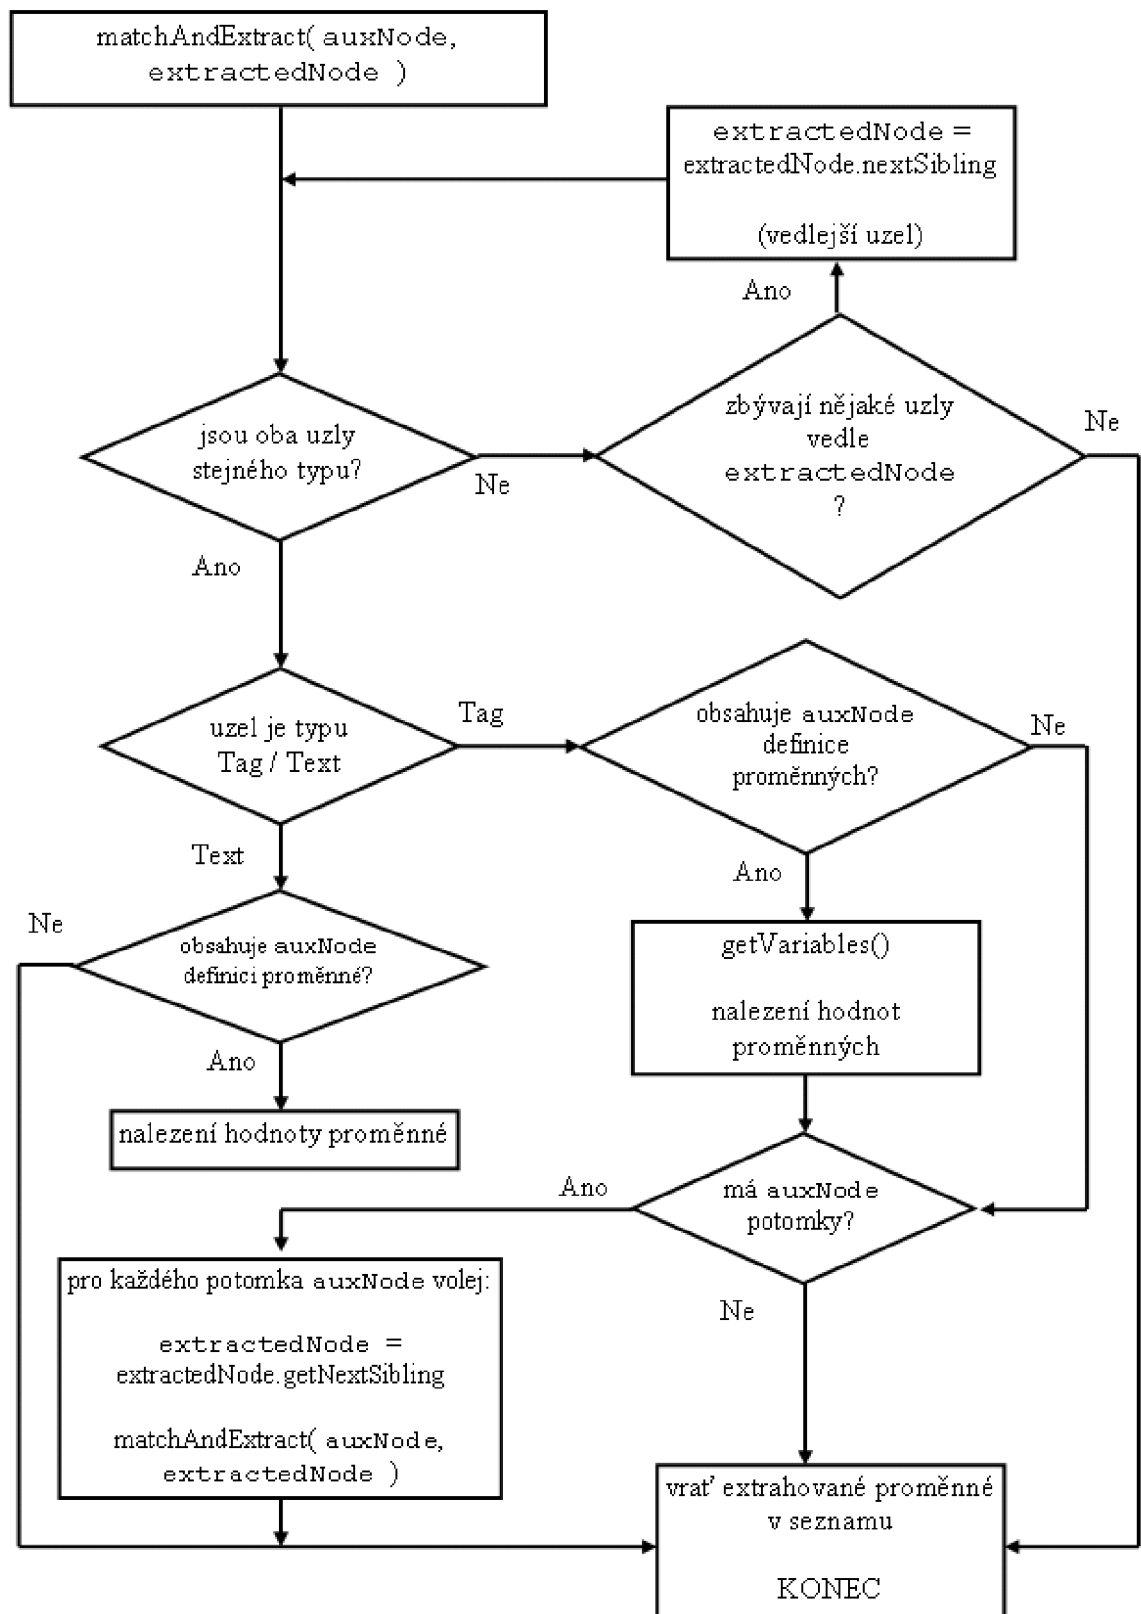 matchAndExtract( auxNode,
extractedNode )
extractedNode =
extractedNode.nextSibling
(vedlejší uzel)
Ano
jsou oba uzly
stejného typu?
Ne
zbývají nějaké uzly
vedle
extractedNode
?
Ne
Ano
uzel je typu
Tag / Text
Tag
obsahuje auxNode
definice
proměnných?
Ne
Text
Ano
Ne
obsahuje auxNode
definici proměnné?
getVariables()
nalezení hodnot
proměnných
Ano
nalezení hodnoty proměnné
Ano
má auxNode
potomky?
pro každého potomka auxNode volej:
extractedNode =
extractedNode.getNextSibling
matchAndExtract( auxNode,
extractedNode )
Ne
vrať extrahované proměnné
v seznamu
KONEC